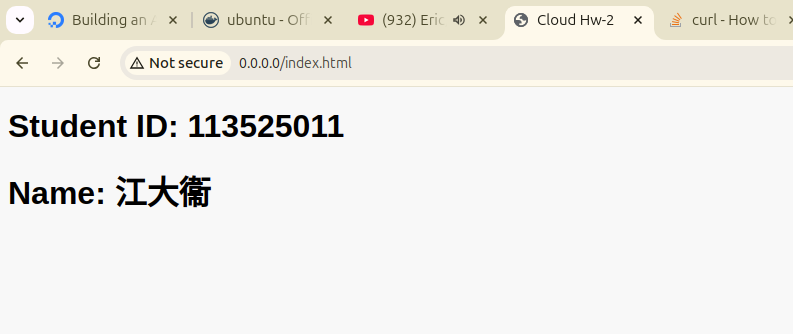 Building an
ubuntu - Off
(932) Eric
Cloud Hw-2
curl - How to
Not secure
0.0.0.0/index.html
Student ID: 113525011
Name: 江大衞